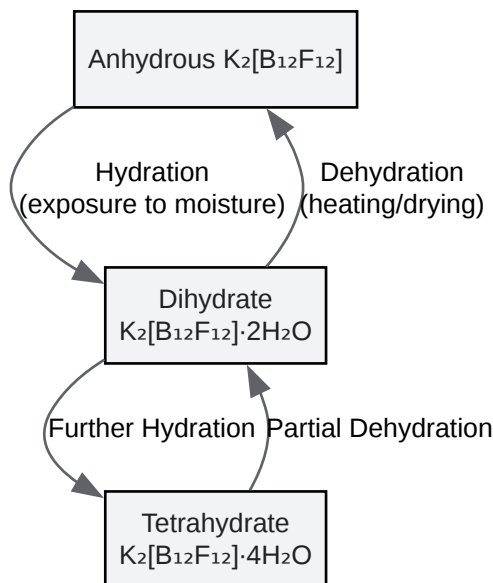 Anhydrous K₂[B₁₂F₁₂]
Hydration
(exposure to moisture)
Dehydration
(heating/drying)
Dihydrate
K₂[B₁₂F₁₂]·2H₂O
Further Hydration
Partial Dehydration
Tetrahydrate
K₂[B₁₂F₁₂]·4H₂O